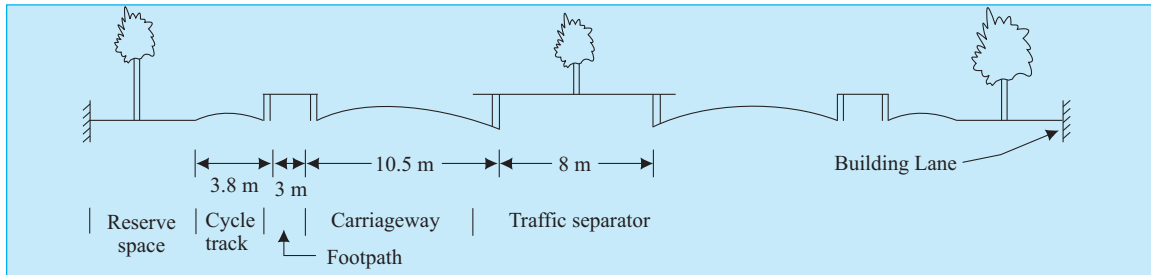 10.5 m
8 m
Building Lane
3.8 m
3 m
Reserve space
Cycle track
Carriageway
Traffic separator
Footpath